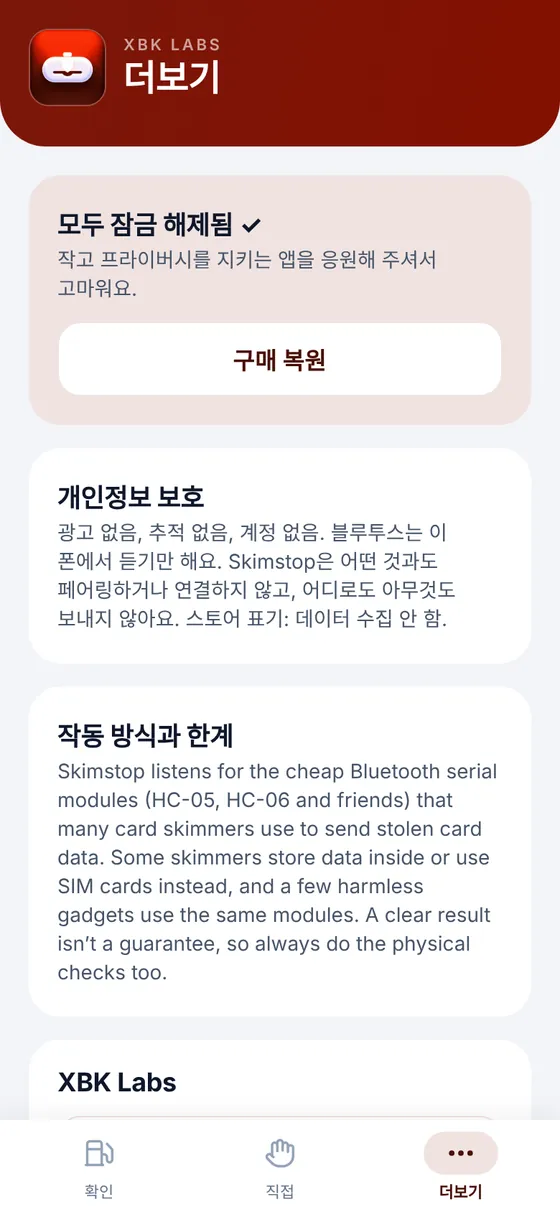 XBK LABS
더보기
모두 잠금 해제됨 ✓
작고 프라이버시를 지키는 앱을 응원해 주셔서
고마워요.
구매 복원
개인정보 보호
광고 없음, 추적 없음, 계정 없음. 블루투스는 이
폰에서 듣기만 해요. Skimstop은 어떤 것과도
페어링하거나 연결하지 않고, 어디로도 아무것도
보내지 않아요. 스토어 표기: 데이터 수집 안 함.
작동 방식과 한계
Skimstop listens for the cheap Bluetooth serial
modules (HC-05, HC-06 and friends) that
many card skimmers use to send stolen card
data. Some skimmers store data inside or use
SIM cards instead, and a few harmless
gadgets use the same modules. A clear result
isn’t a guarantee, so always do the physical
checks too.
XBK Labs
확인
직접
더보기